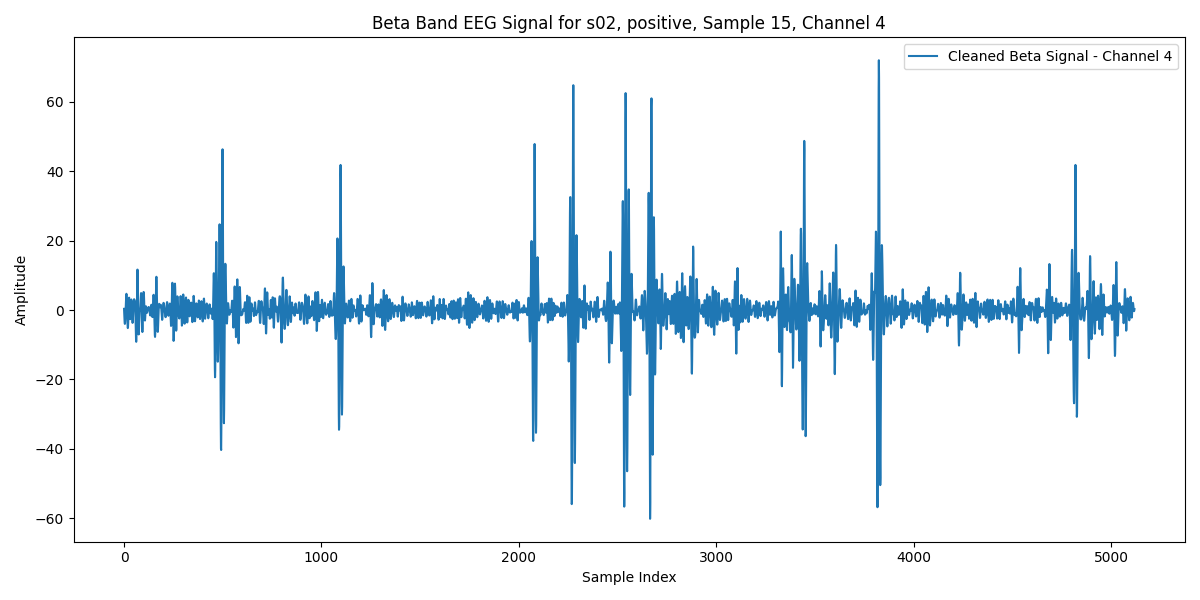 Beta Band EEG Signal for s02, positive, Sample 15, Channel 4
Cleaned Beta Signal - Channel 4
Amplitude
60
40
20
0
−20
−40
−60
0 1000 2000 3000 4000 5000
Sample Index